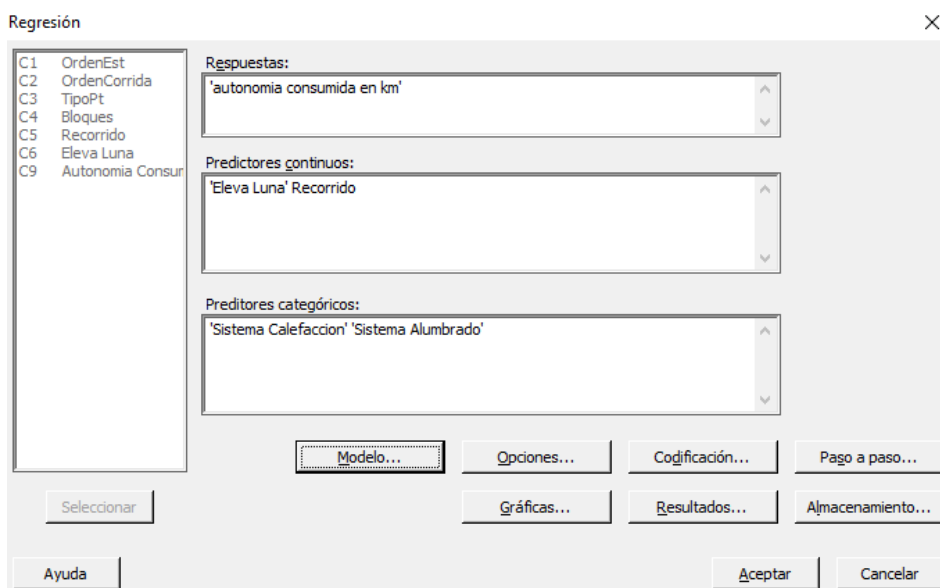 Regresión
C1 OrdenEst
C2 OrdenCorrida
C3 TipoPt
C4 Bloques
C5 Recorrido
C6 Eleva Luna
C9 Autonomia Consur
Respuestas:
'autonomia consumida en km'
Predictores continuos:
'Eleva Luna' Recorrido
Preditores categóricos:
'Sistema Calefaccion' 'Sistema Alumbrado'
Modelo... Opciones... Codificación... Paso a paso...
Seleccionar Gráficas... Resultados... Almacenamiento...
Ayuda Aceptar Cancelar